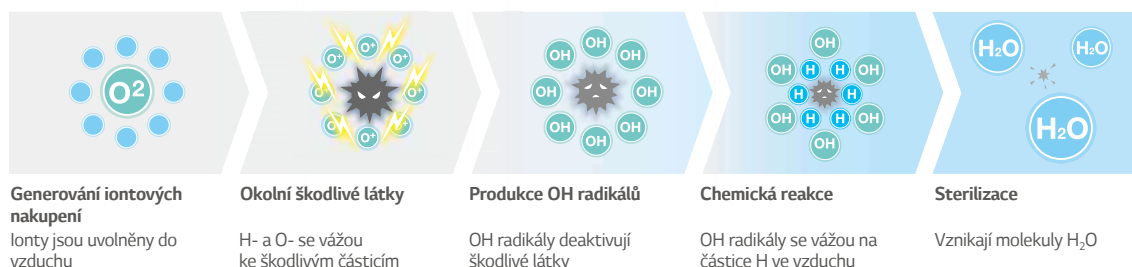 O²
O⁺ O⁺ O⁺
O⁺ O⁺
O⁺ O⁺ O⁺
OH
OH OH
OH OH
OH OH
OH
OH
OH H H OH
H H
OH H H OH
OH
H₂O H₂O
H₂O
Generování iontových
nakupení
Ionty jsou uvolněny do
vzduchu
Okolní škodlivé látky
H- a O- se vážou
ke škodlivým částicím
Produkce OH radikálů
OH radikály deaktivují
škodlivé látky
Chemická reakce
OH radikály se vážou na
částice H ve vzduchu
Sterilizace
Vznikají molekuly H₂O